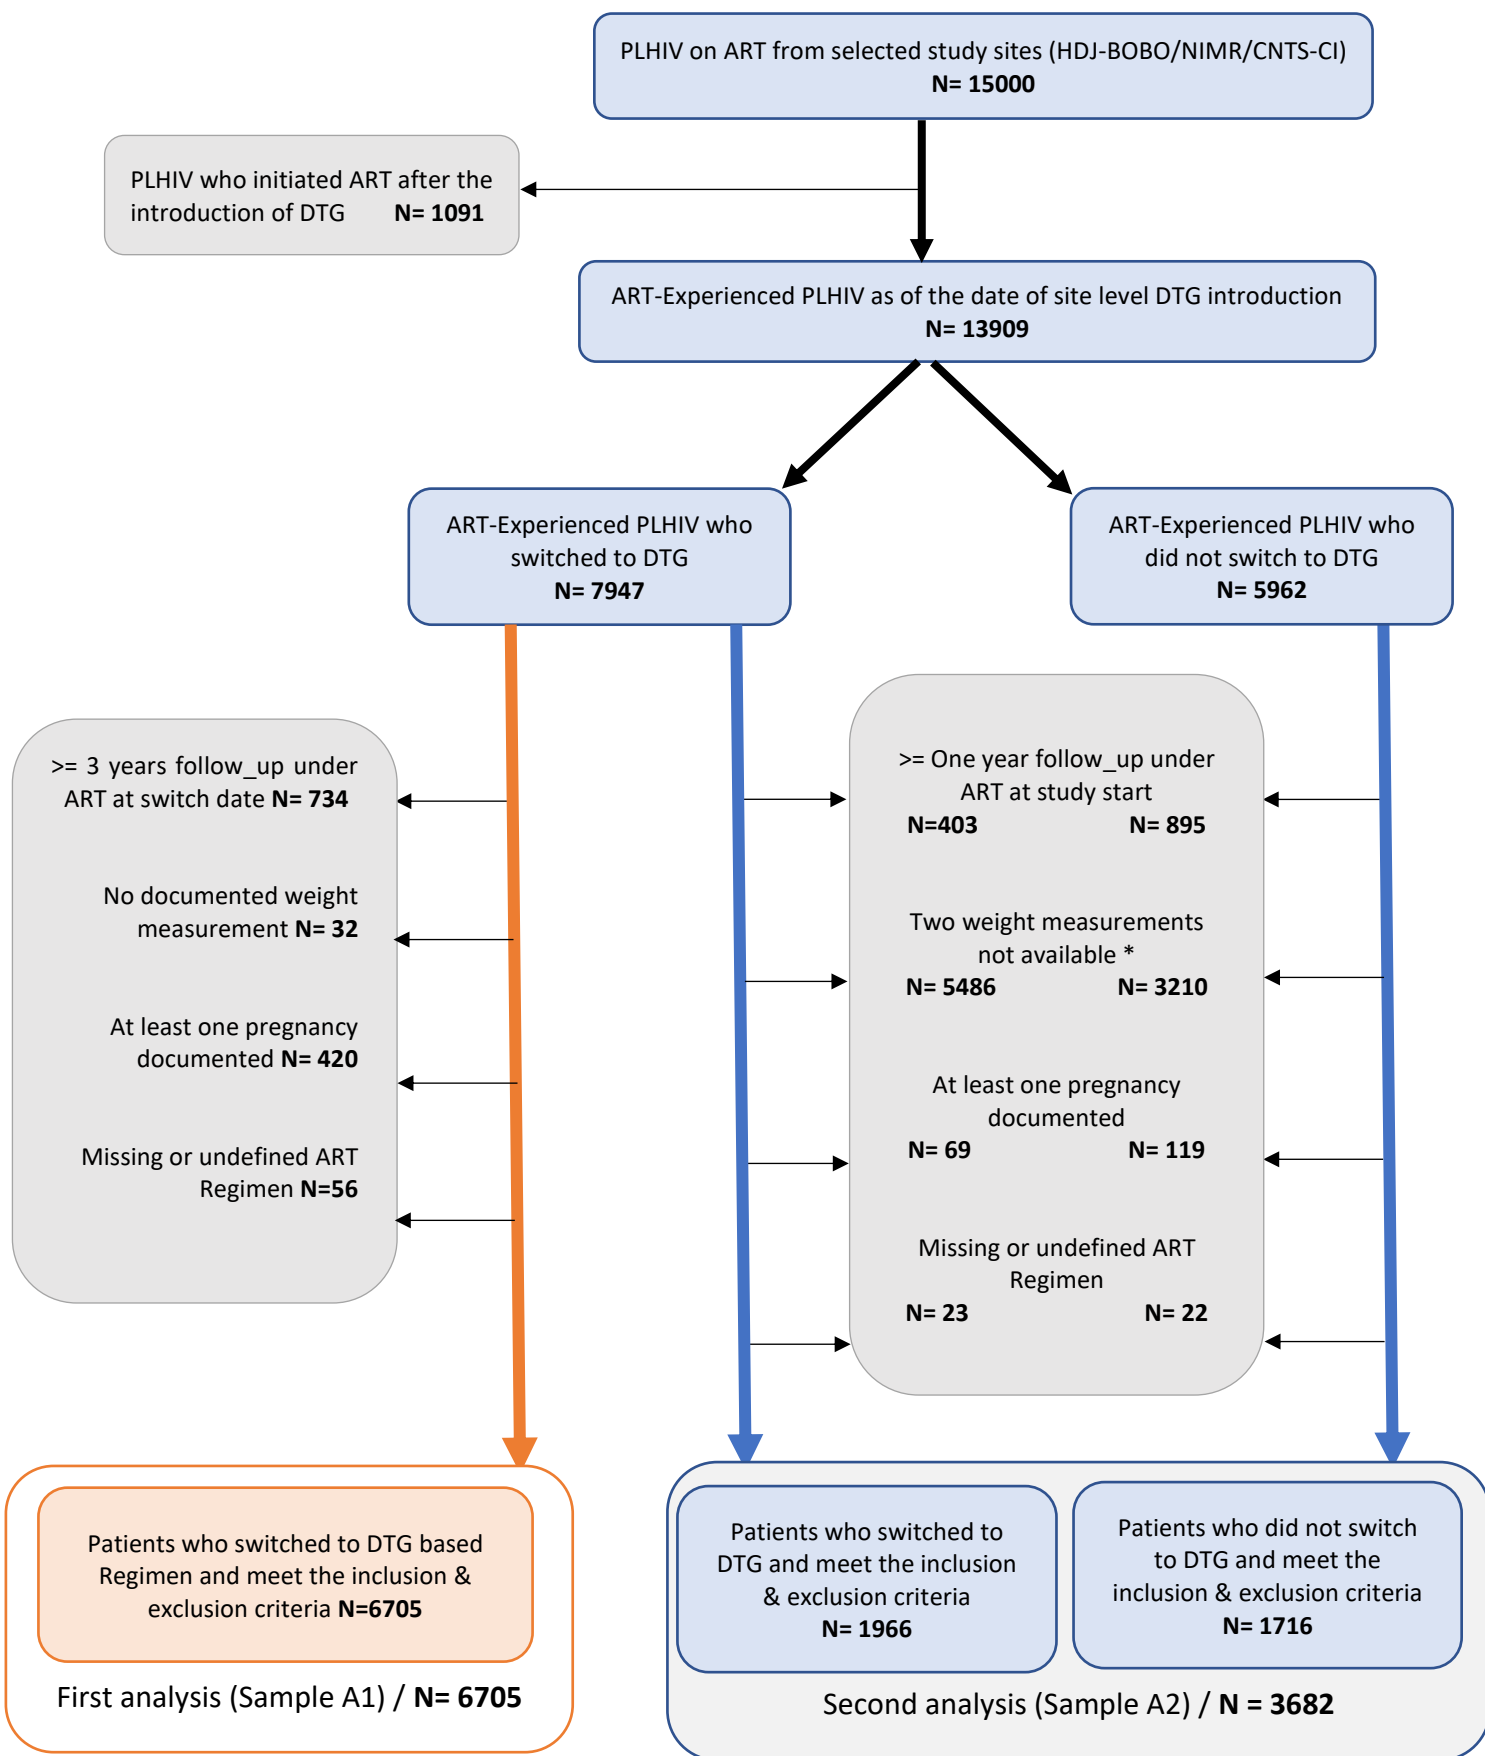 PLHIV on ART from selected study sites (HDJ-BOBO/NIMR/CNTS-CI)
N= 15000
PLHIV who initiated ART after the
introduction of DTG N= 1091
ART-Experienced PLHIV as of the date of site level DTG introduction
N= 13909
ART-Experienced PLHIV who
switched to DTG
N= 7947
ART-Experienced PLHIV who
did not switch to DTG
N= 5962
>= 3 years follow_up under
ART at switch date N= 734
No documented weight
measurement N= 32
At least one pregnancy
documented N= 420
Missing or undefined ART
Regimen N=56
>= One year follow_up under
ART at study start
N=403 N= 895
Two weight measurements
not available *
N= 5486 N= 3210
At least one pregnancy
documented
N= 69 N= 119
Missing or undefined ART
Regimen
N= 23 N= 22
Patients who switched to DTG based
Regimen and meet the inclusion &
exclusion criteria N=6705
First analysis (Sample A1) / N= 6705
Patients who switched to
DTG and meet the inclusion
& exclusion criteria
N= 1966
Patients who did not switch
to DTG and meet the
inclusion & exclusion criteria
N= 1716
Second analysis (Sample A2) / N = 3682